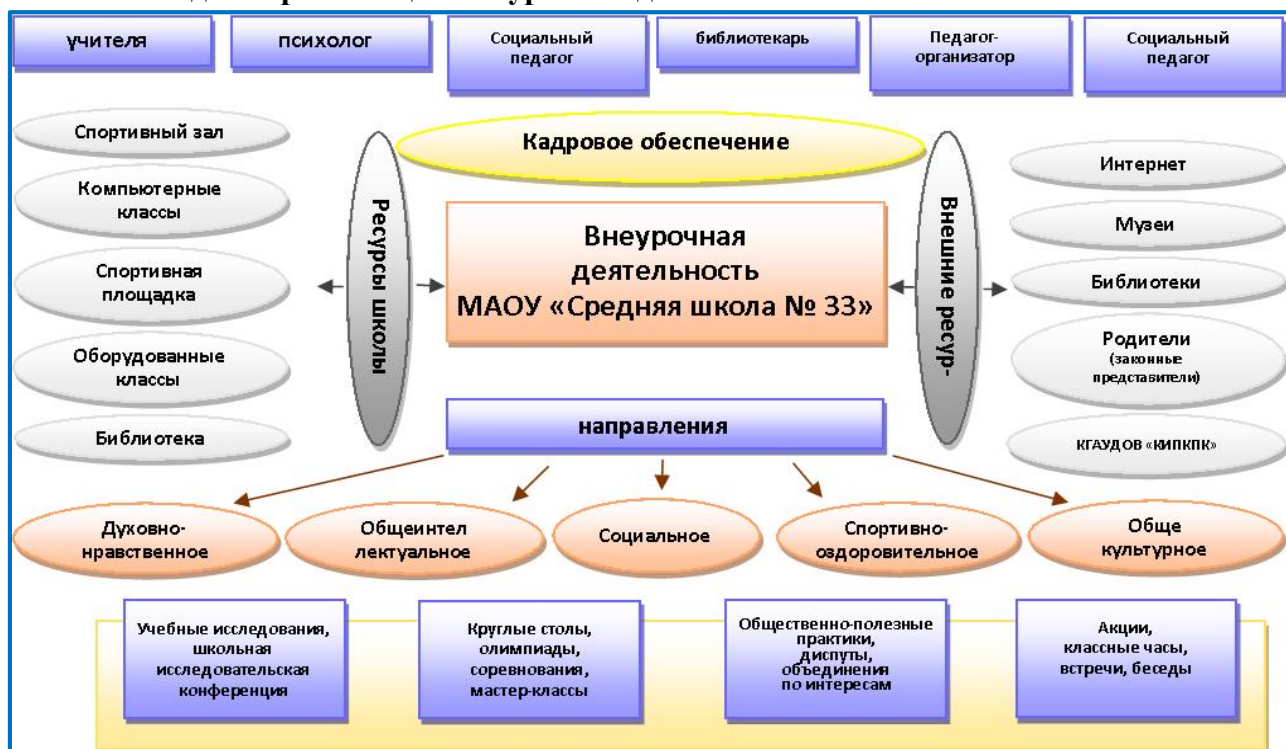 учителя
психолог
Социальный
педагог
библиотекарь
Педагог-
организатор
Социальный
педагог
Кадровое обеспечение
Спортивный зал
Компьютерные
классы
Спортивная
площадка
Оборудованные
классы
Библиотека
Ресурсы школы
Внеурочная
деятельность
МАОУ «Средняя школа № 33»
Внешние ресур-
Интернет
Музеи
Библиотеки
Родители
(законные
представители)
КГАУДОВ «КИПКПК»
направления
Духовно-
нравственное
Общеинтел
лектуальное
Социальное
Спортивно-
оздоровительное
Обще
культурное
Учебные исследования,
школьная
исследовательская
конференция
Круглые столы,
олимпиады,
соревнования,
мастер-классы
Общественно-полезные
практики,
диспуты,
объединения
по интересам
Акции,
классные часы,
встречи, беседы